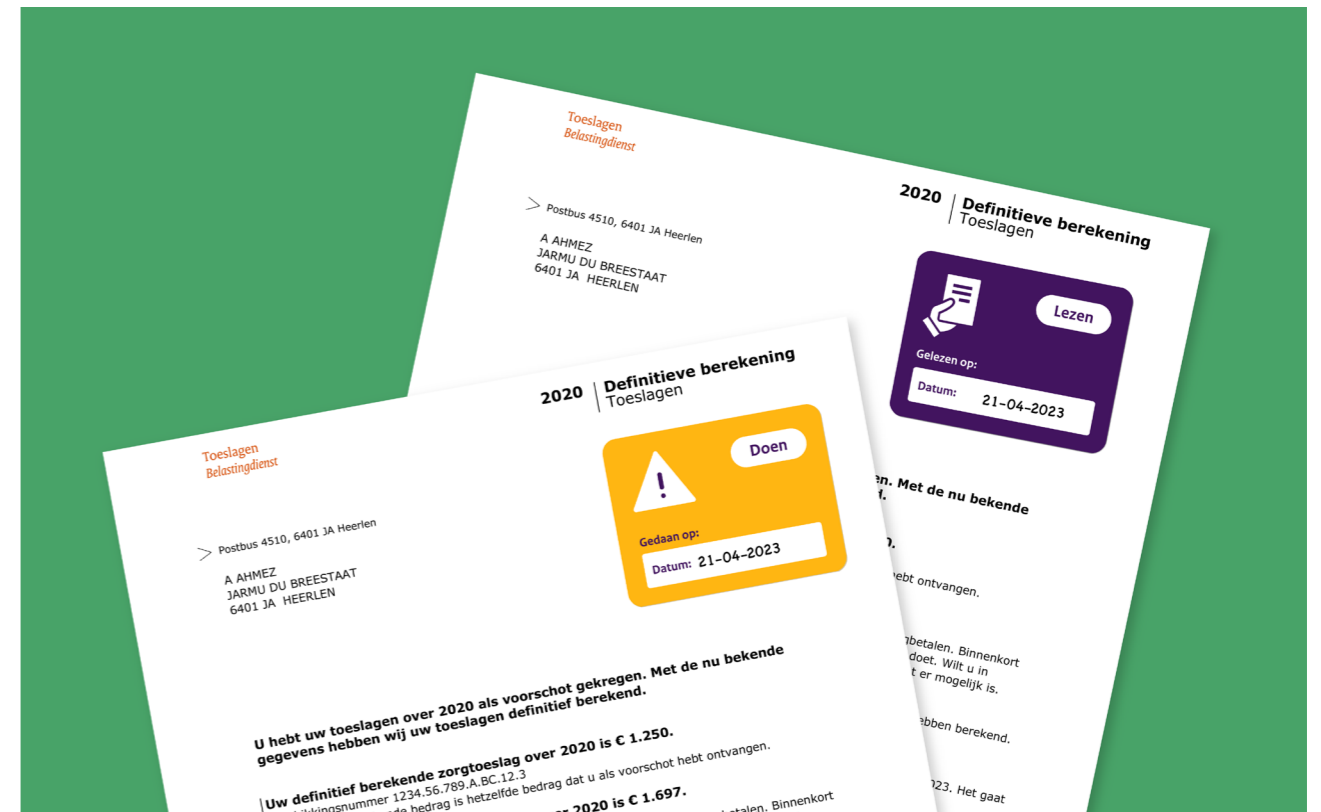 Toeslagen
Belastingdienst
2020 Definitieve berekening
Toeslagen
Postbus 4510, 6401 JA Heerlen
A AHMEZ
JARMU DU BREESTAAT
6401 JA HEERLEN
Lezen
Gelezen op:
Datum: 21-04-2023
Met de nu bekende
hebt ontvangen.
Binnenkort
doet. Wilt u in
er mogelijk is.
hebben berekend.
Het gaat
Toeslagen
Belastingdienst
2020 Definitieve berekening
Toeslagen
Postbus 4510, 6401 JA Heerlen
A AHMEZ
JARMU DU BREESTAAT
6401 JA HEERLEN
Doen
Gedaan op:
Datum: 21-04-2023
U hebt uw toeslagen over 2020 als voorschot gekregen. Met de nu bekende
gegevens hebben wij uw toeslagen definitief berekend.
Uw definitief berekende zorgtoeslag over 2020 is € 1.250.
1234.56.789.A.BC.12.3
bedrag is hetzelfde bedrag dat u als voorschot hebt ontvangen.
2020 is € 1.697.
Binnenkort